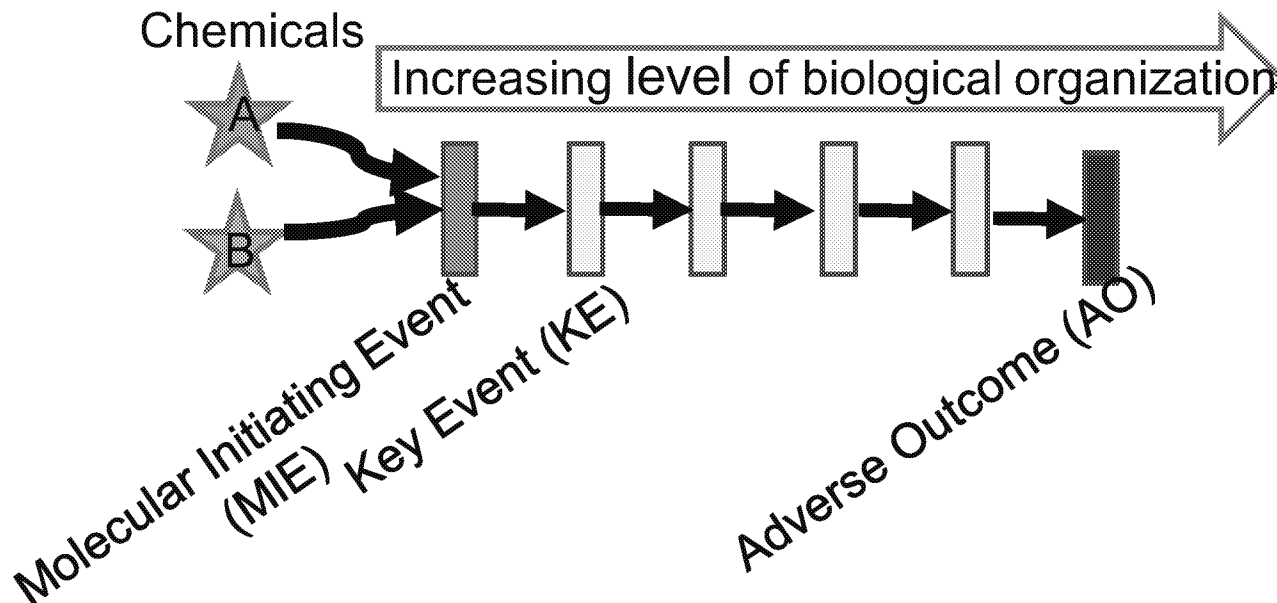 Chemicals
Increasing level of biological organization
A
B
Molecular Initiating Event
(MIE)
Key Event (KE)
Adverse Outcome (AO)